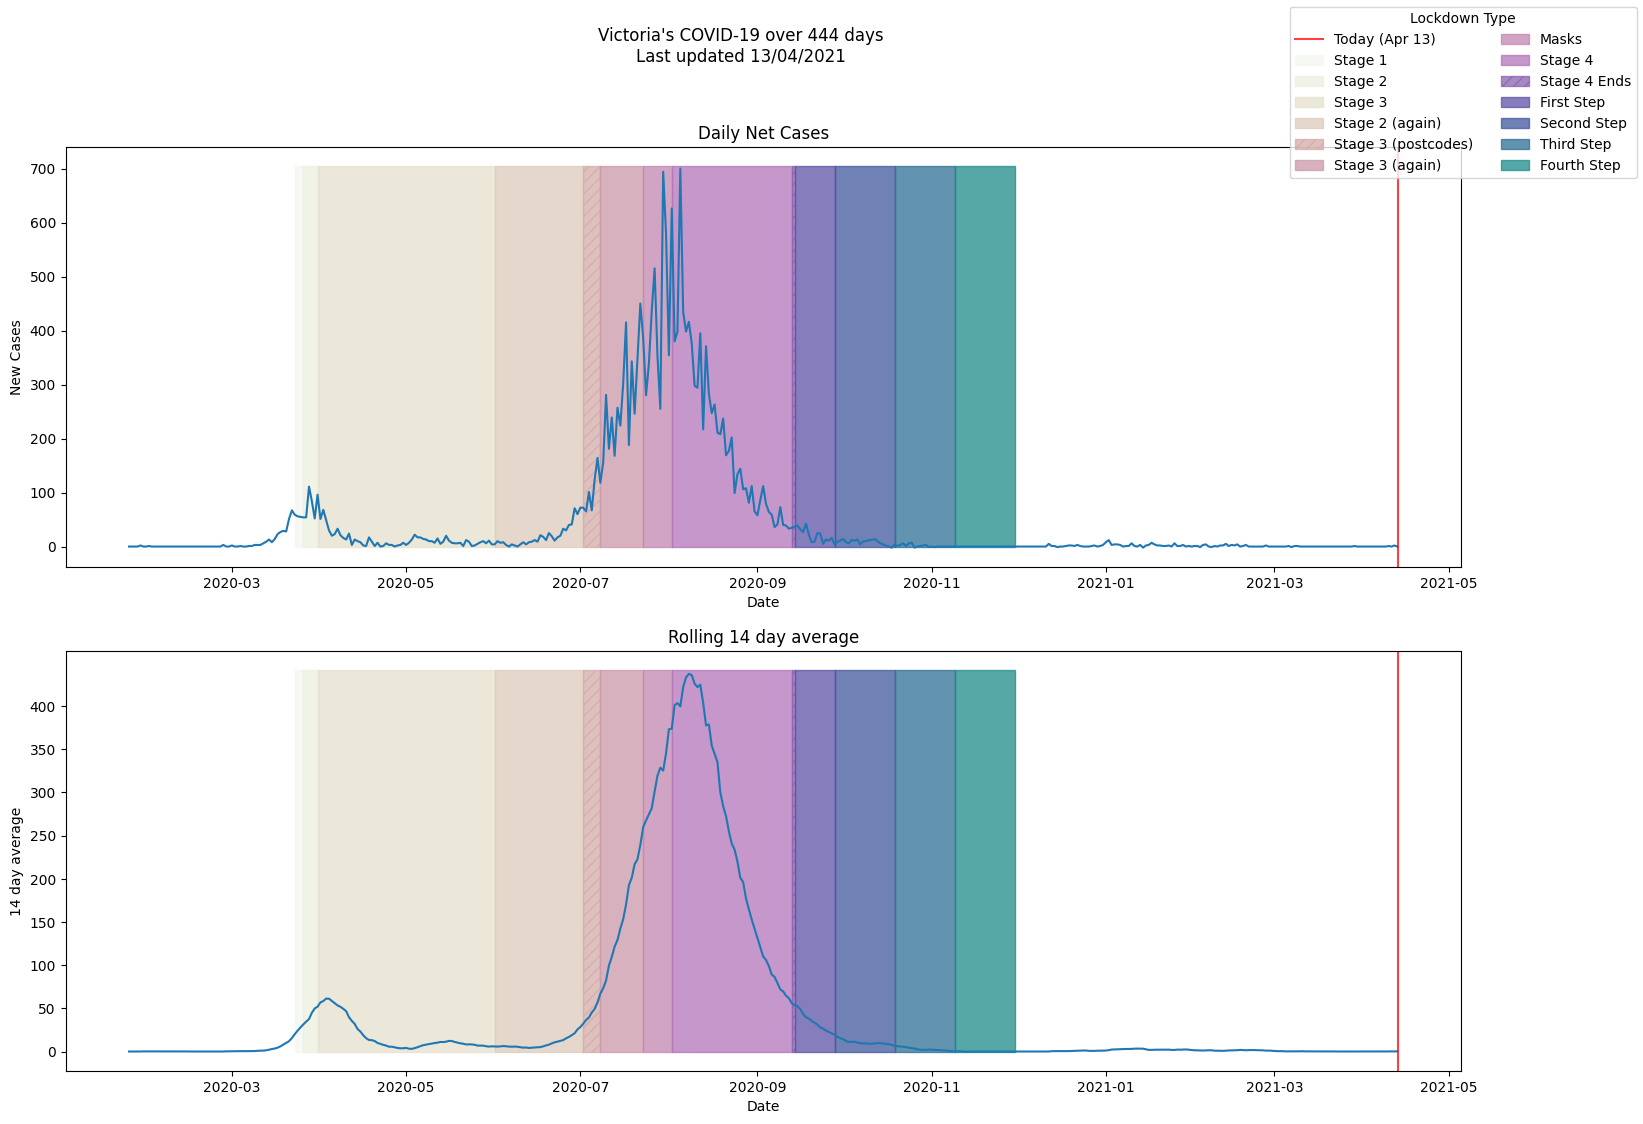 Victoria's COVID-19 over 444 days
Last updated 13/04/2021
Lockdown Type
Today (Apr 13)
Stage 1
Stage 2
Stage 3
Stage 2 (again)
Stage 3 (postcodes)
Stage 3 (again)
Masks
Stage 4
Stage 4 Ends
First Step
Second Step
Third Step
Fourth Step
Daily Net Cases
New Cases
700
600
500
400
300
200
100
0
2020-03
2020-05
2020-07
2020-09
2020-11
2021-01
2021-03
2021-05
Date
Rolling 14 day average
14 day average
400
350
300
250
200
150
100
50
0
2020-03
2020-05
2020-07
2020-09
2020-11
2021-01
2021-03
2021-05
Date